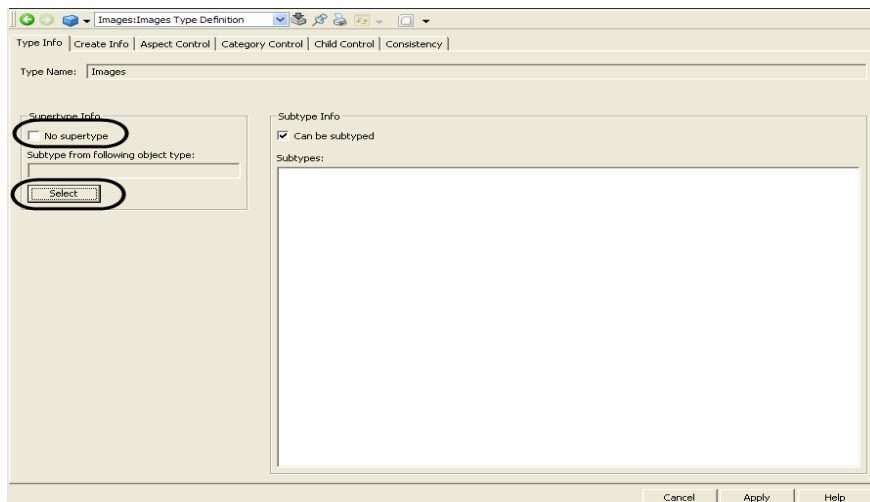 Images:Images Type Definition
Type Info Create Info Aspect Control Category Control Child Control Consistency
Type Name: Images
Supertype Info
No supertype
Subtype from following object type:
Select
Subtype Info
Can be subtyped
Subtypes:
Cancel Apply Help